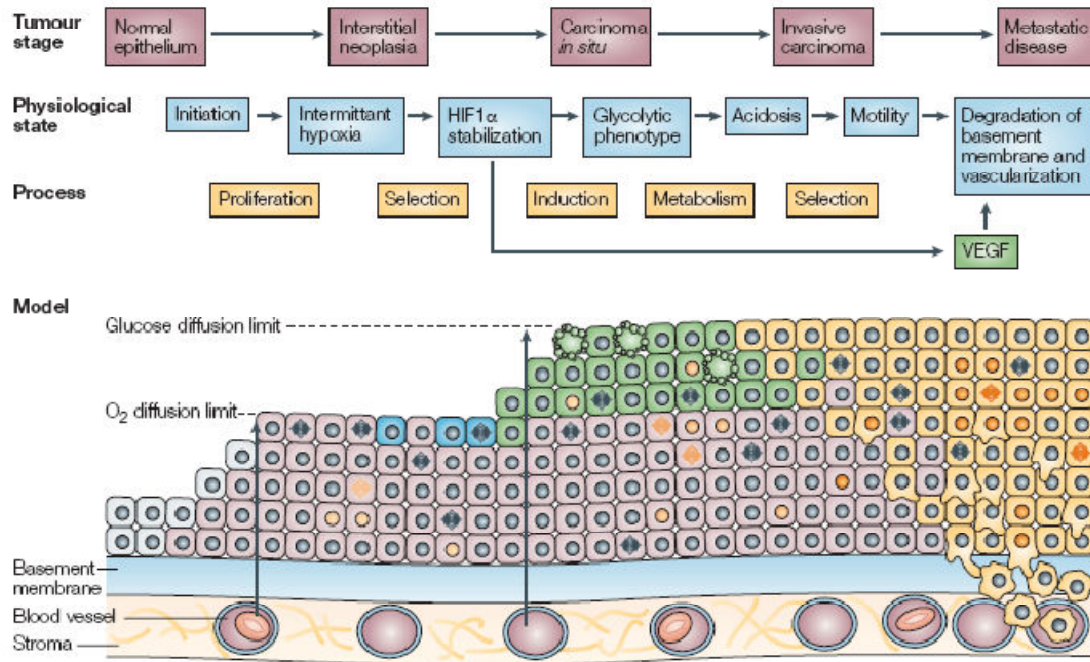 Tumour
stage
Normal
epithelium
Interstitial
neoplasia
Carcinoma
in situ
Invasive
carcinoma
Metastatic
disease
Physiological
state
Initiation
Intermittant
hypoxia
HIF1α
stabilization
Glycolytic
phenotype
Acidosis
Motility
Degradation of
basement
membrane and
vascularization
Process
Proliferation
Selection
Induction
Metabolism
Selection
VEGF
Model
Glucose diffusion limit
O2 diffusion limit
Basement
membrane
Blood vessel
Stroma